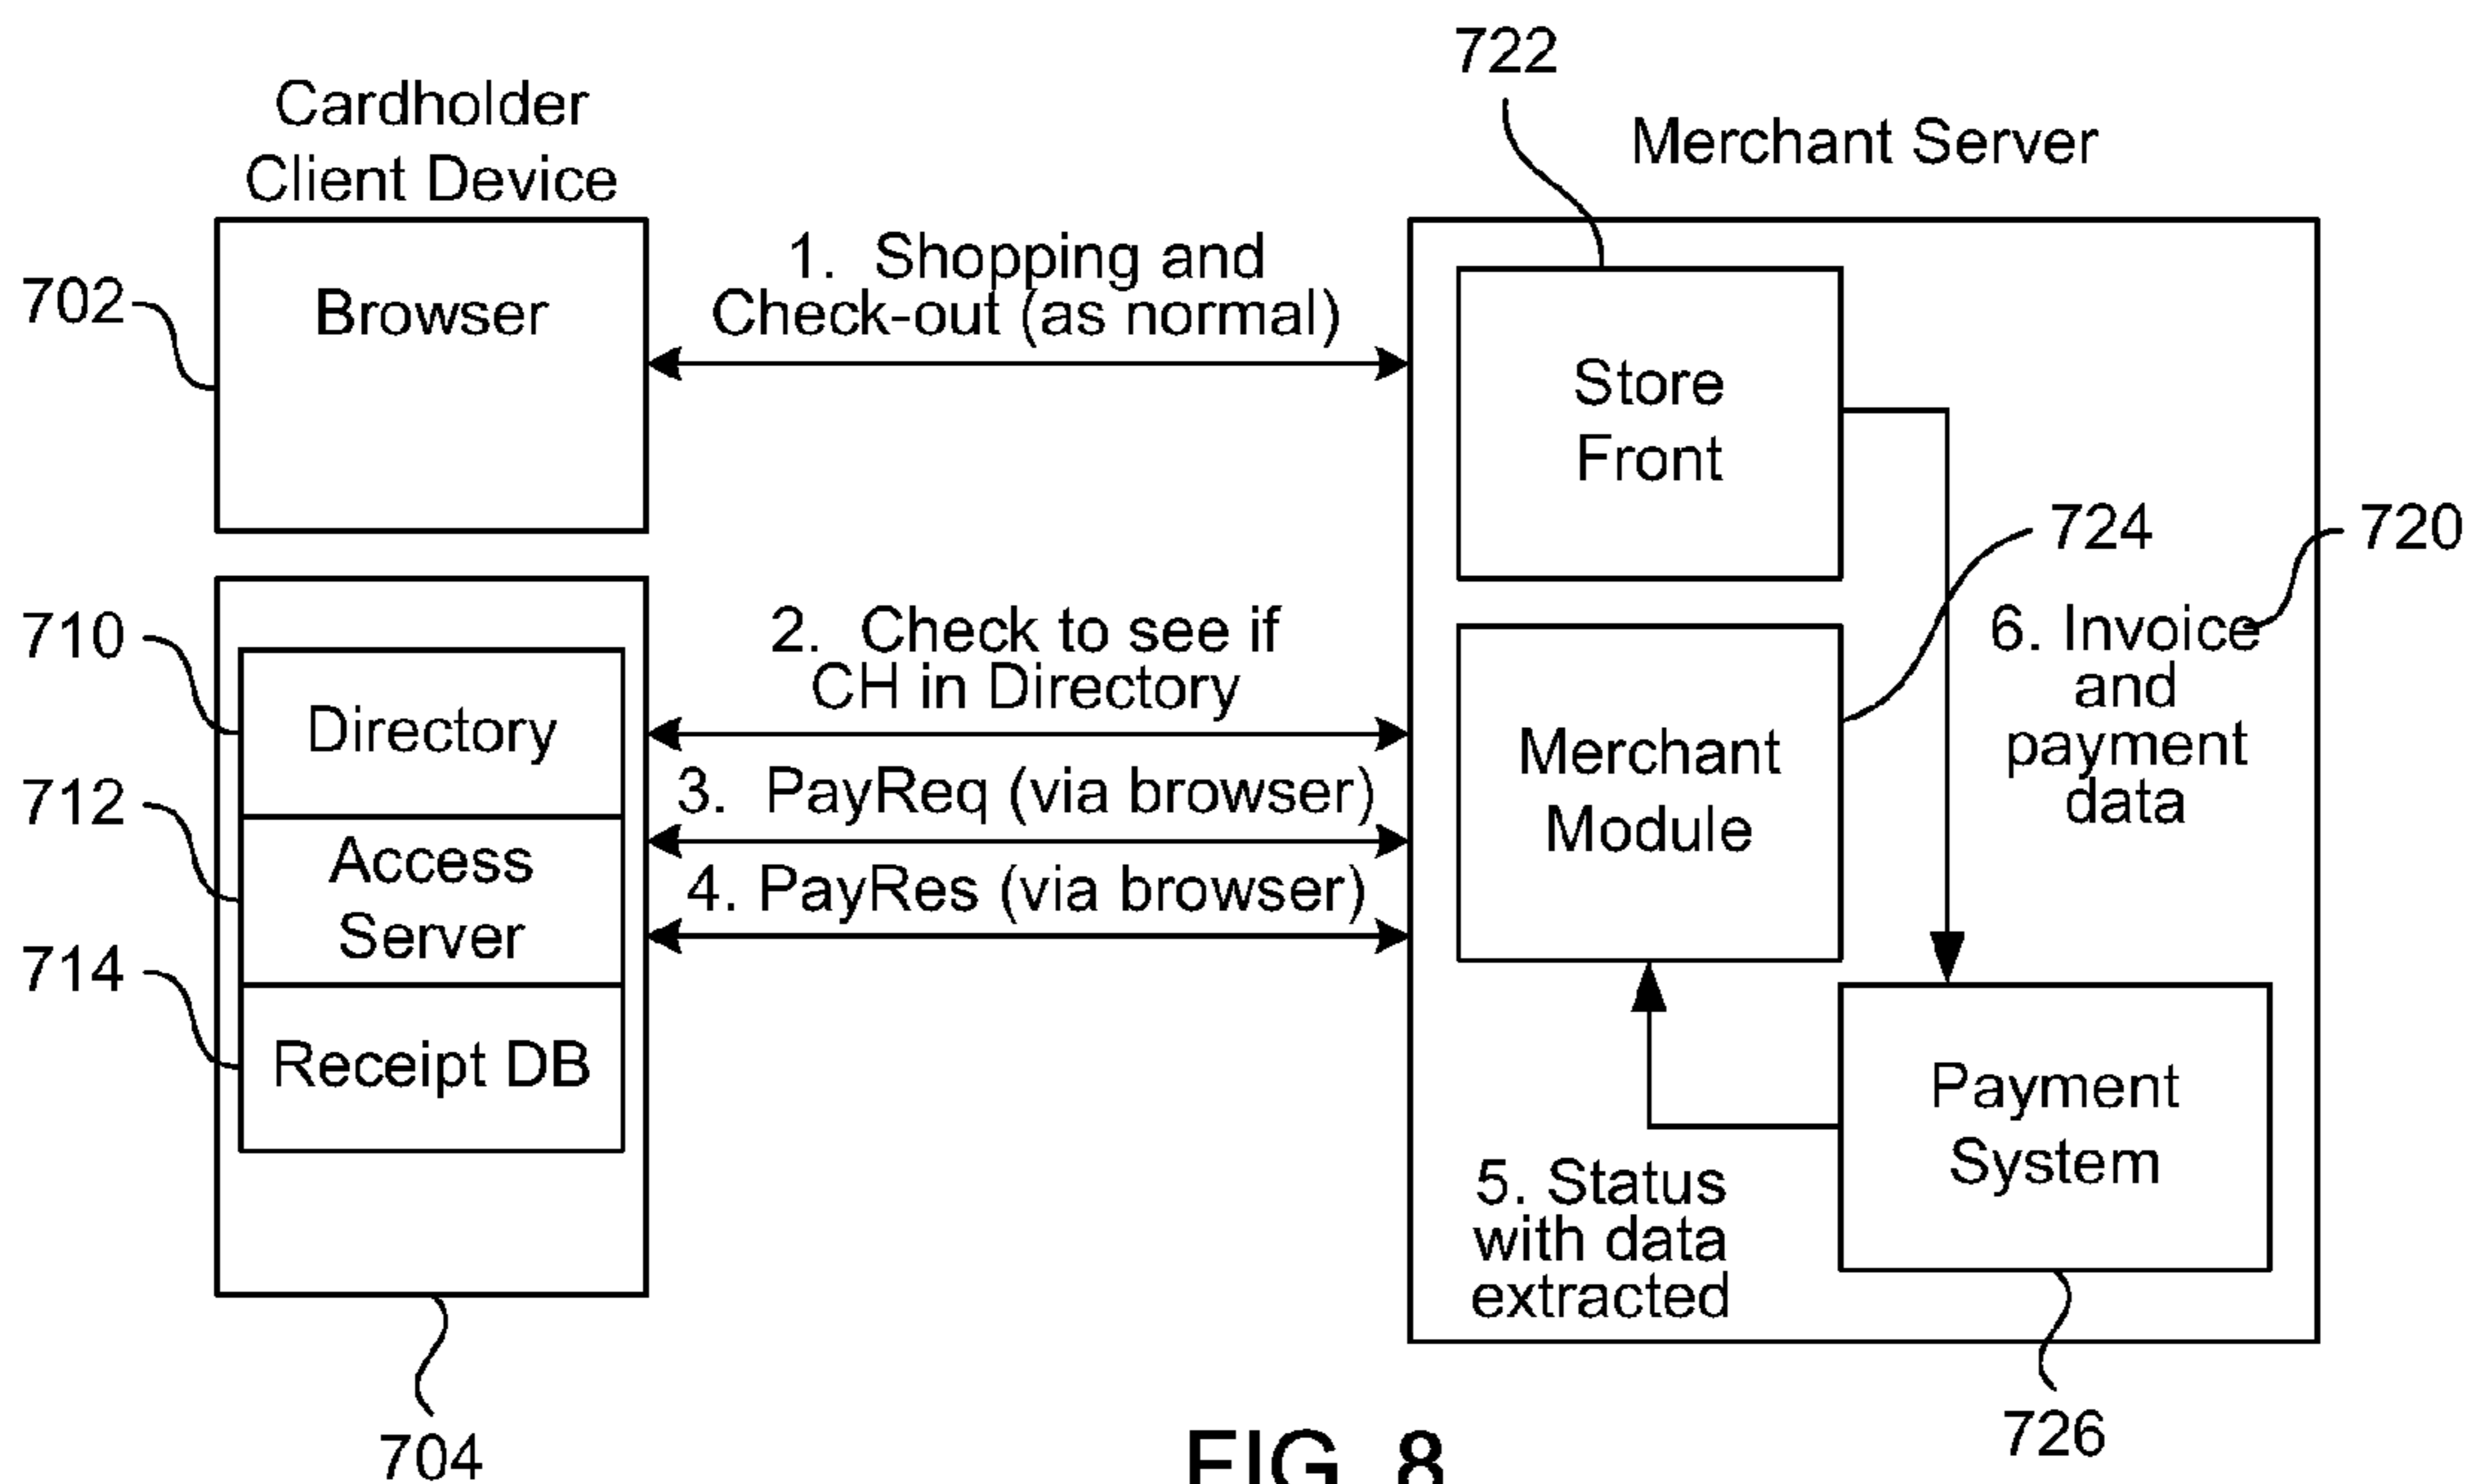 722
Cardholder
Client Device
Merchant Server
702
Browser
1. Shopping and
Check-out (as normal)
Store
Front
724
720
710
Directory
2. Check to see if
CH in Directory
6. Invoice
and
payment
data
Merchant
Module
712
Access
Server
3. PayReq (via browser)
4. PayRes (via browser)
714
Receipt DB
Payment
System
5. Status
with data
extracted
704
726
FIG. 8